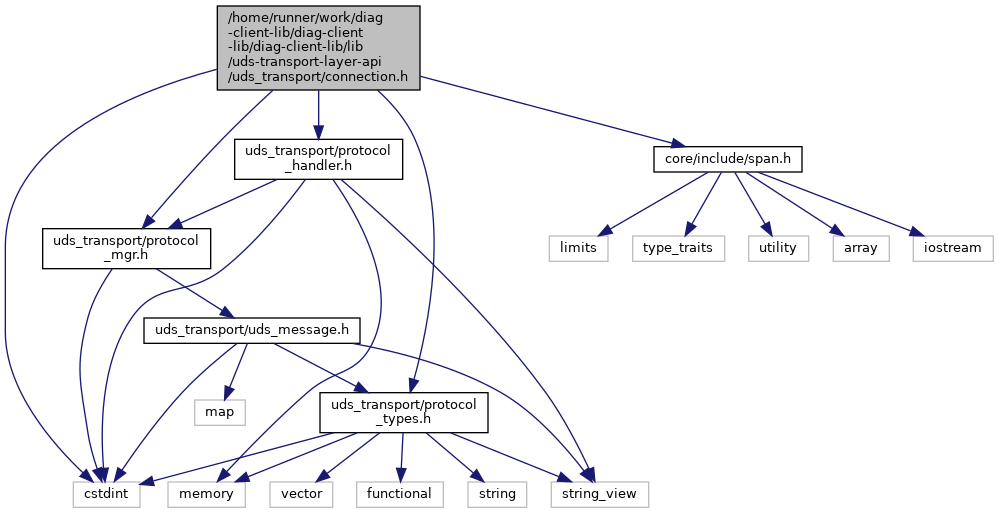 /home/runner/work/diag
-client-lib/diag-client
-lib/diag-client-lib/lib
/uds-transport-layer-api
/uds_transport/connection.h
uds_transport/protocol
_handler.h
core/include/span.h
uds_transport/protocol
_mgr.h
limits
type_traits
utility
array
iostream
uds_transport/uds_message.h
map
uds_transport/protocol
_types.h
cstdint
memory
vector
functional
string
string_view